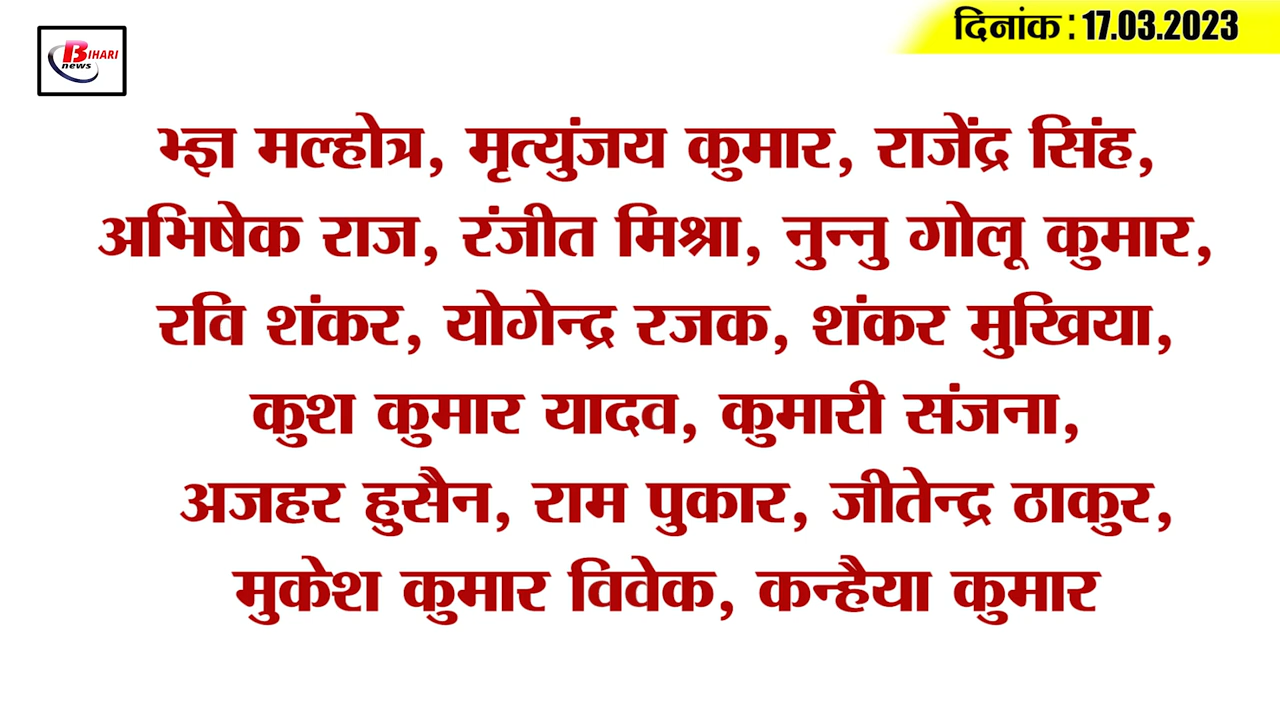 BIHARI
news
दिनांक : 17.03.2023
भ्ज्ञ मल्होत्र, मृत्युंजय कुमार, राजेंद्र सिंह,
अभिषेक राज, रंजीत मिश्रा, नुन्नु गोलू कुमार,
रवि शंकर, योगेन्द्र रजक, शंकर मुखिया,
कुश कुमार यादव, कुमारी संजना,
अजहर हुसैन, राम पुकार, जीतेन्द्र ठाकुर,
मुकेश कुमार विवेक, कन्हैया कुमार